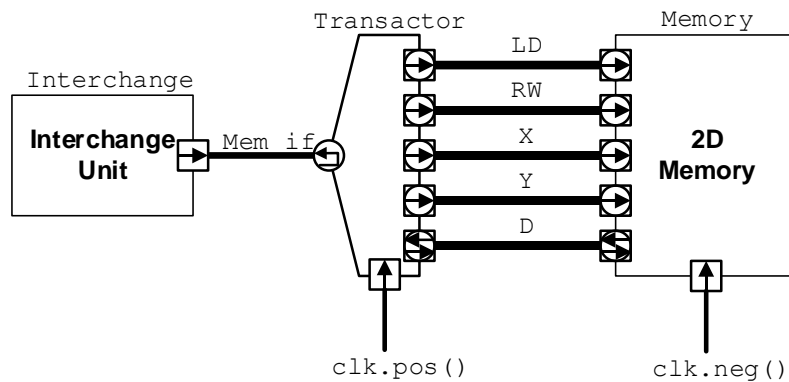 Transactor
LD
Memory
Interchange
RW
Interchange
Unit
Mem if
X
2D
Memory
Y
D
clk.pos()
clk.neg()